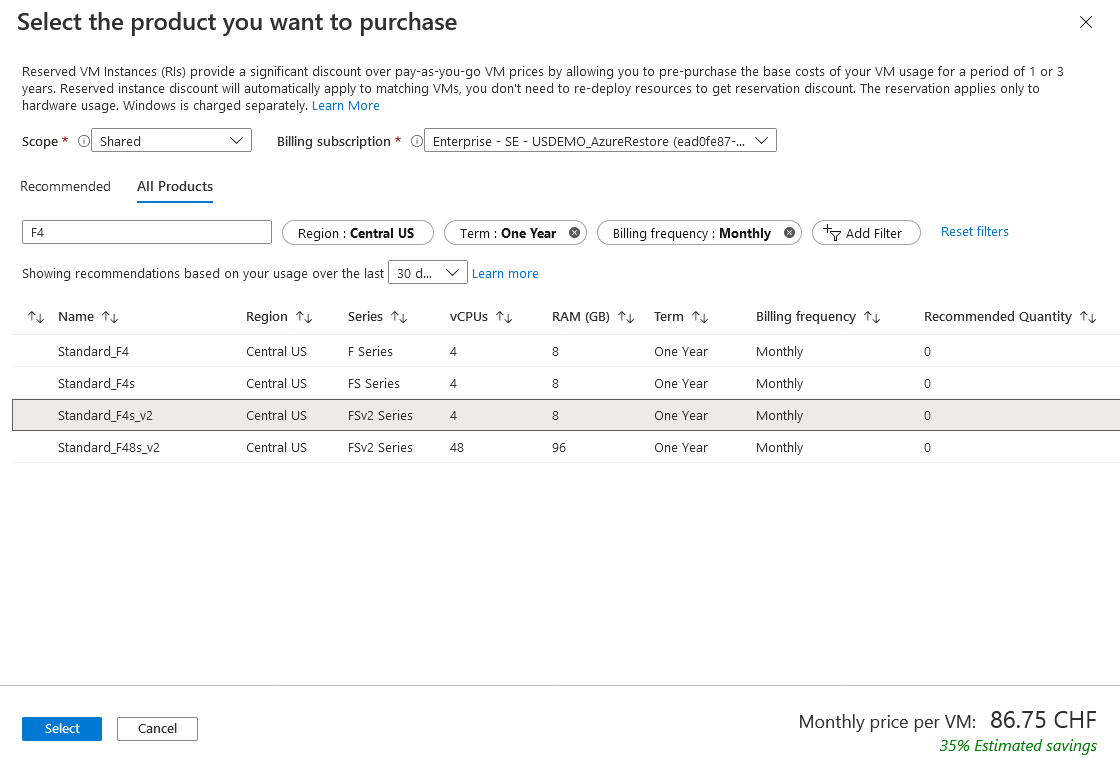 Select the product you want to purchase
Reserved VM Instances (RIs) provide a significant discount over pay-as-you-go VM prices by allowing you to pre-purchase the base costs of your VM usage for a period of 1 or 3
years. Reserved instance discount will automatically apply to matching VMs, you don't need to re-deploy resources to get reservation discount. The reservation applies only to
hardware usage. Windows is charged separately. Learn More
Scope * Shared Billing subscription * Enterprise - SE - USDEMO_AzureRestore (ead0fe87-...
Recommended All Products
F4 Region : Central US Term : One Year Billing frequency : Monthly Add Filter Reset filters
Showing recommendations based on your usage over the last 30 d... Learn more
Name Region Series vCPUs RAM (GB) Term Billing frequency Recommended Quantity
Standard_F4 Central US F Series 4 8 One Year Monthly 0
Standard_F4s Central US FS Series 4 8 One Year Monthly 0
Standard_F4s_v2 Central US FSv2 Series 4 8 One Year Monthly 0
Standard_F48s_v2 Central US FSv2 Series 48 96 One Year Monthly 0
Select Cancel Monthly price per VM: 86.75 CHF
35% Estimated savings